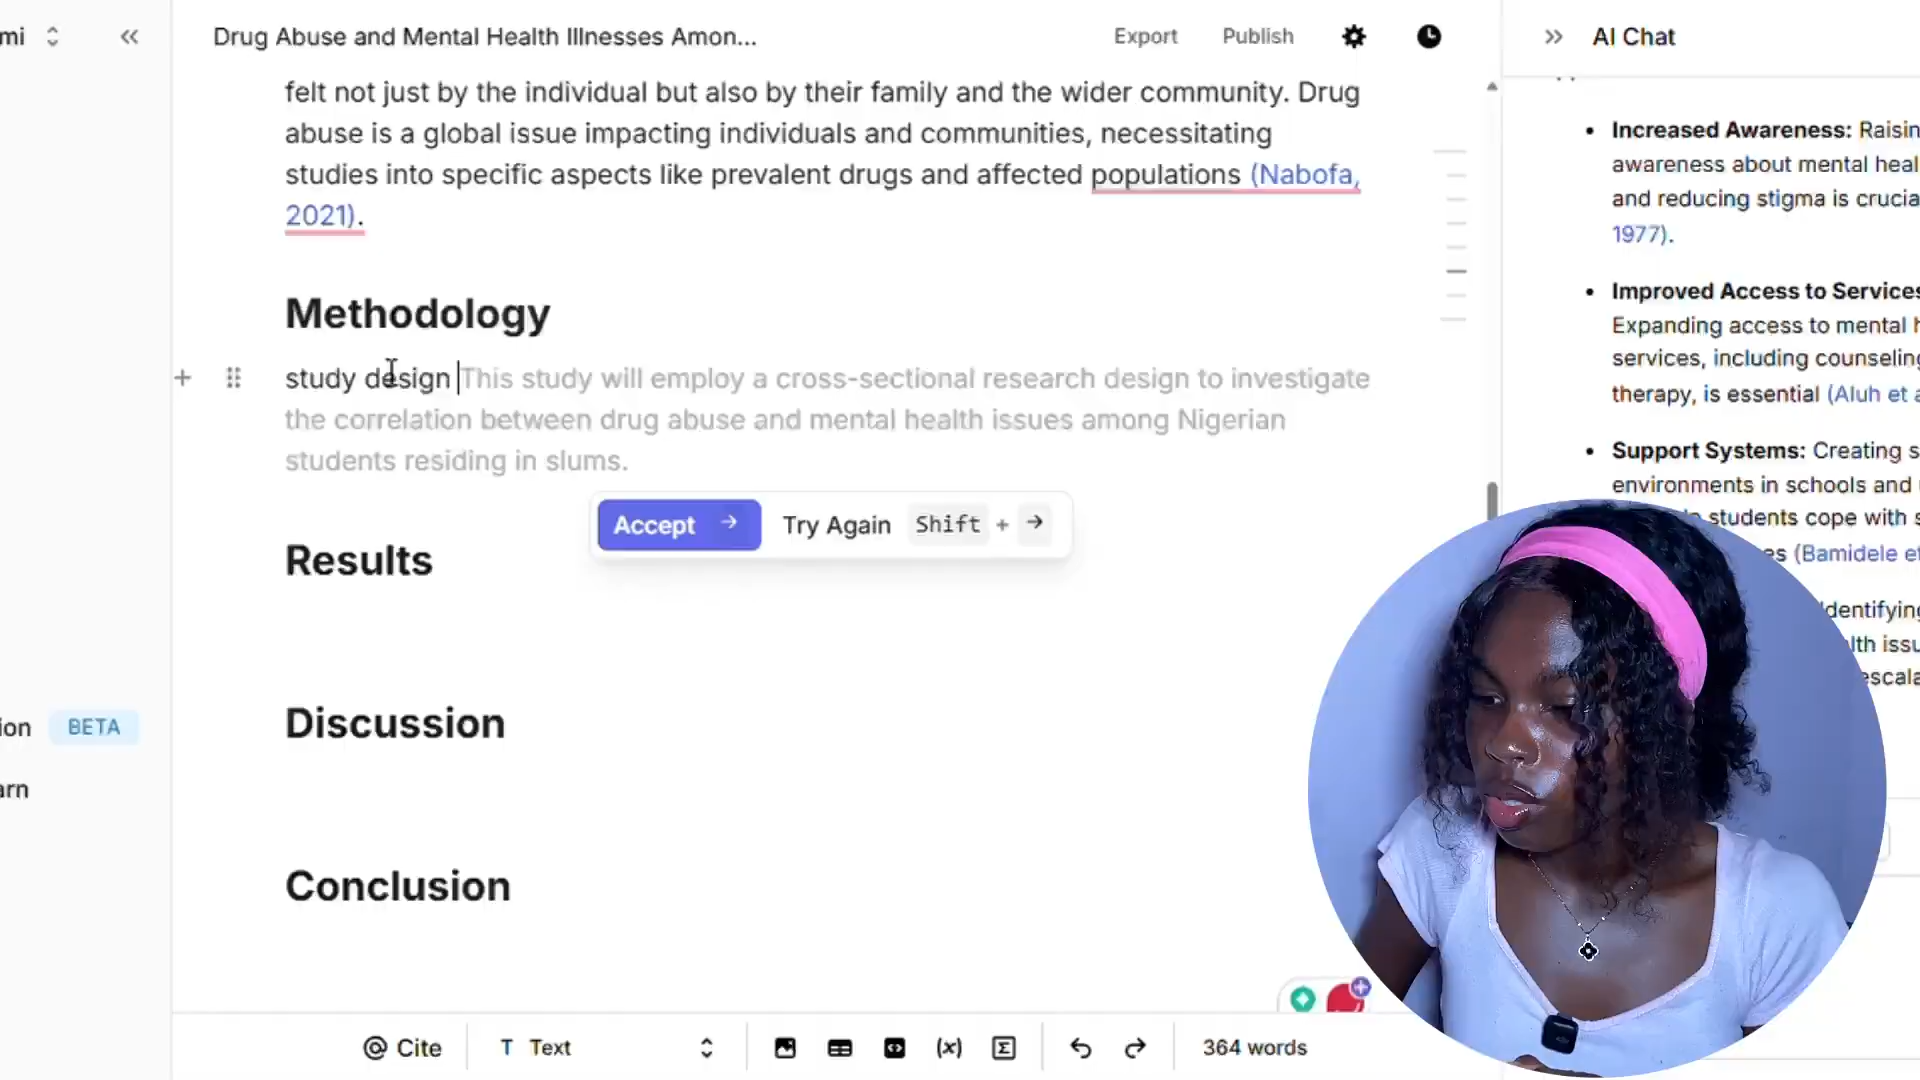 mi
Drug Abuse and Mental Health Illnesses Amon...
Export
Publish
AI Chat
felt not just by the individual but also by their family and the wider community. Drug
abuse is a global issue impacting individuals and communities, necessitating
studies into specific aspects like prevalent drugs and affected populations (Nabofa,
2021).
Methodology
study design This study will employ a cross-sectional research design to investigate
the correlation between drug abuse and mental health issues among Nigerian
students residing in slums.
Accept →
Try Again Shift + →
Results
Discussion
Conclusion
ion BETA
arn
@ Cite
T Text
(x)
Σ
364 words
• Increased Awareness: Raisin
awareness about mental heal
and reducing stigma is crucia
1977).
• Improved Access to Services
Expanding access to mental h
services, including counseling
therapy, is essential (Aluh et a
• Support Systems: Creating s
environments in schools and
students cope with s
es (Bamidele et
Identifying
lth issu
escala